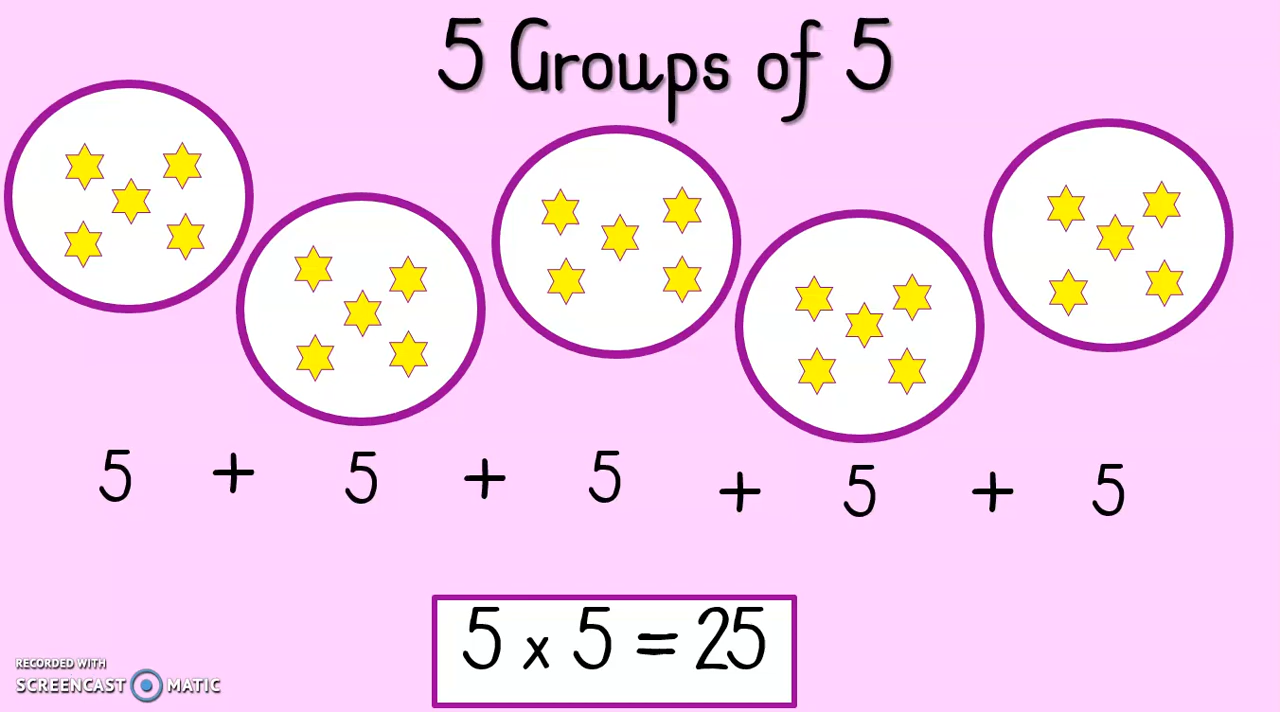 5 Groups of 5
5 + 5 + 5 + 5 + 5
5 x 5 = 25
RECORDED WITH
SCREENCAST MATIC